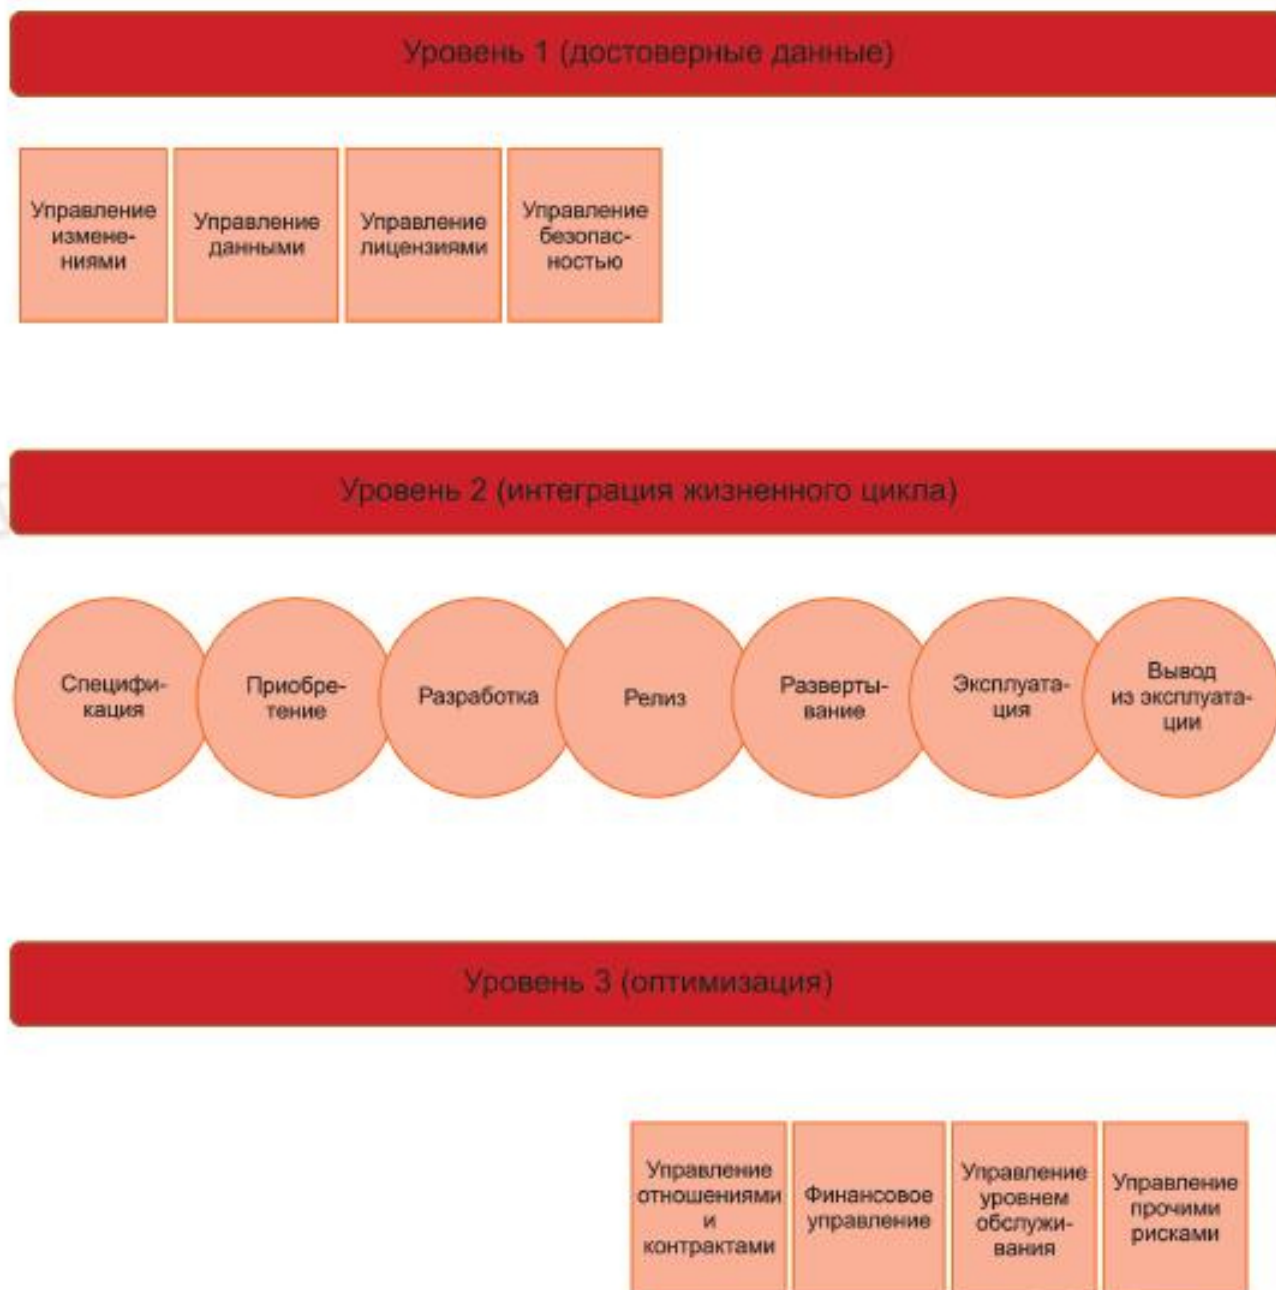 Уровень 1 (достоверные данные)
Управление
измене-
ниями
Управление
данными
Управление
лицензиями
Управление
безопас-
ностью
Уровень 2 (интеграция жизненного цикла)
Специфи-
кация
Приобре-
тение
Разработка
Релиз
Разверты-
вание
Эксплуата-
ция
Вывод
из эксплуата-
ции
Уровень 3 (оптимизация)
Управление
отношениями
и
контрактами
Финансовое
управление
Управление
уровнем
обслужи-
вания
Управление
прочими
рисками